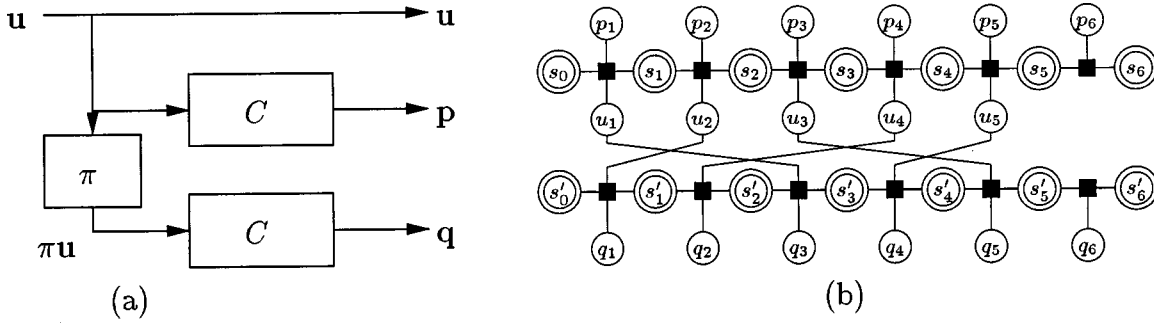 u u
C p
π
C q
πu
(a)
p₁ p₂ p₃ p₄ p₅ p₆
s₀ s₁ s₂ s₃ s₄ s₅ s₆
u₁ u₂ u₃ u₄ u₅
s′₀ s′₁ s′₂ s′₃ s′₄ s′₅ s′₆
q₁ q₂ q₃ q₄ q₅ q₆
(b)